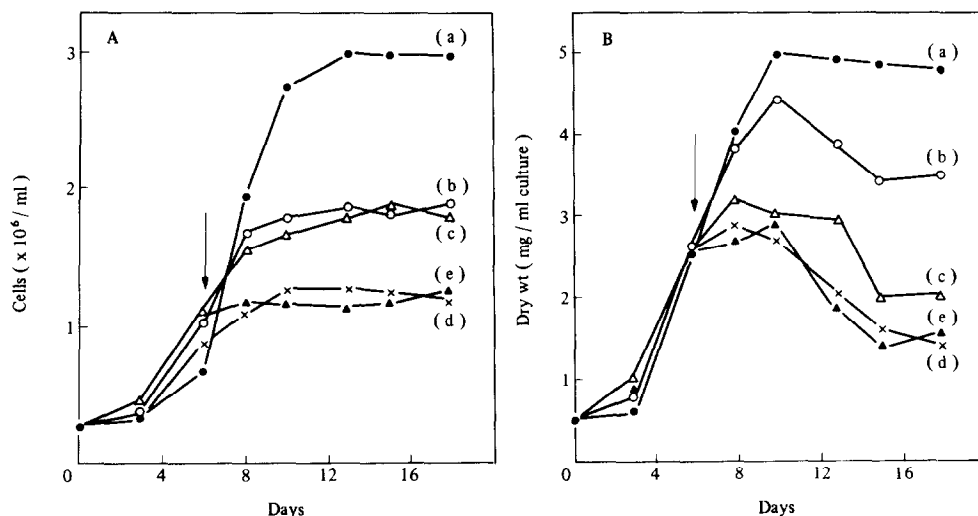 A
Cells ( x 10⁶ / ml )
3
2
1
0
4
8
12
16
Days
( a )
( b )
( c )
( e )
( d )
B
Dry wt ( mg / ml culture )
5
4
3
2
1
0
4
8
12
16
Days
( a )
( b )
( c )
( e )
( d )